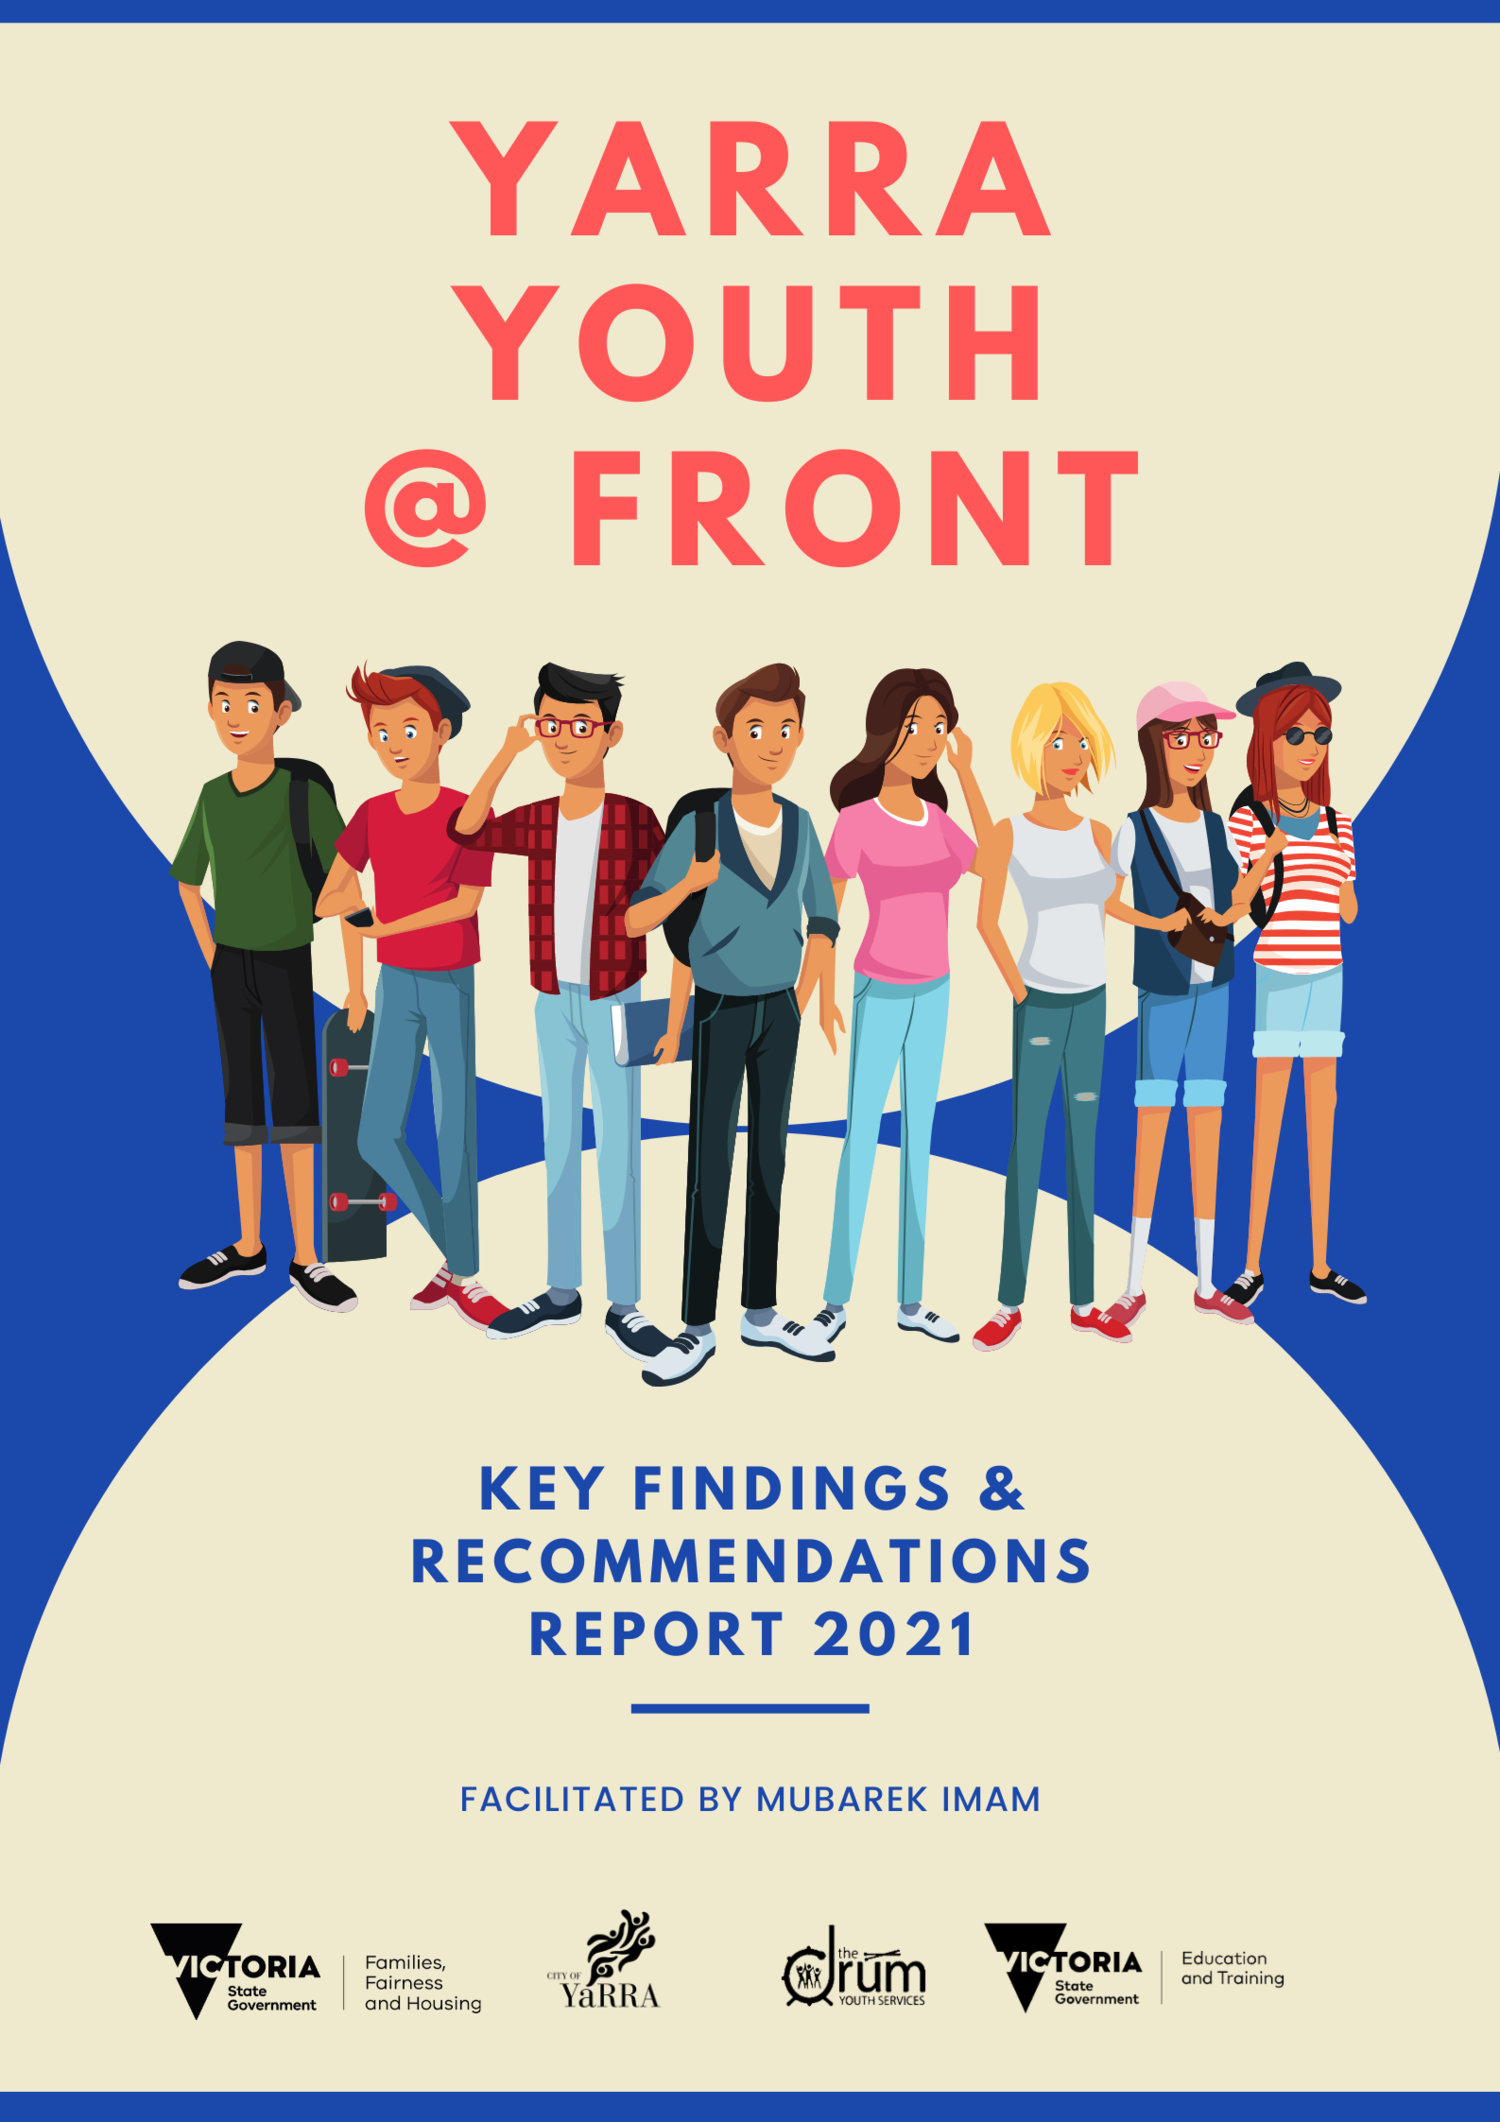 YARRA
YOUTH
@ FRONT
KEY FINDINGS &
RECOMMENDATIONS
REPORT 2021
FACILITATED BY MUBAREK IMAM
VICTORIA
State
Government
Families,
Fairness
and Housing
CITY OF
YaRRA
the
drum
YOUTH SERVICES
VICTORIA
State
Government
Education
and Training